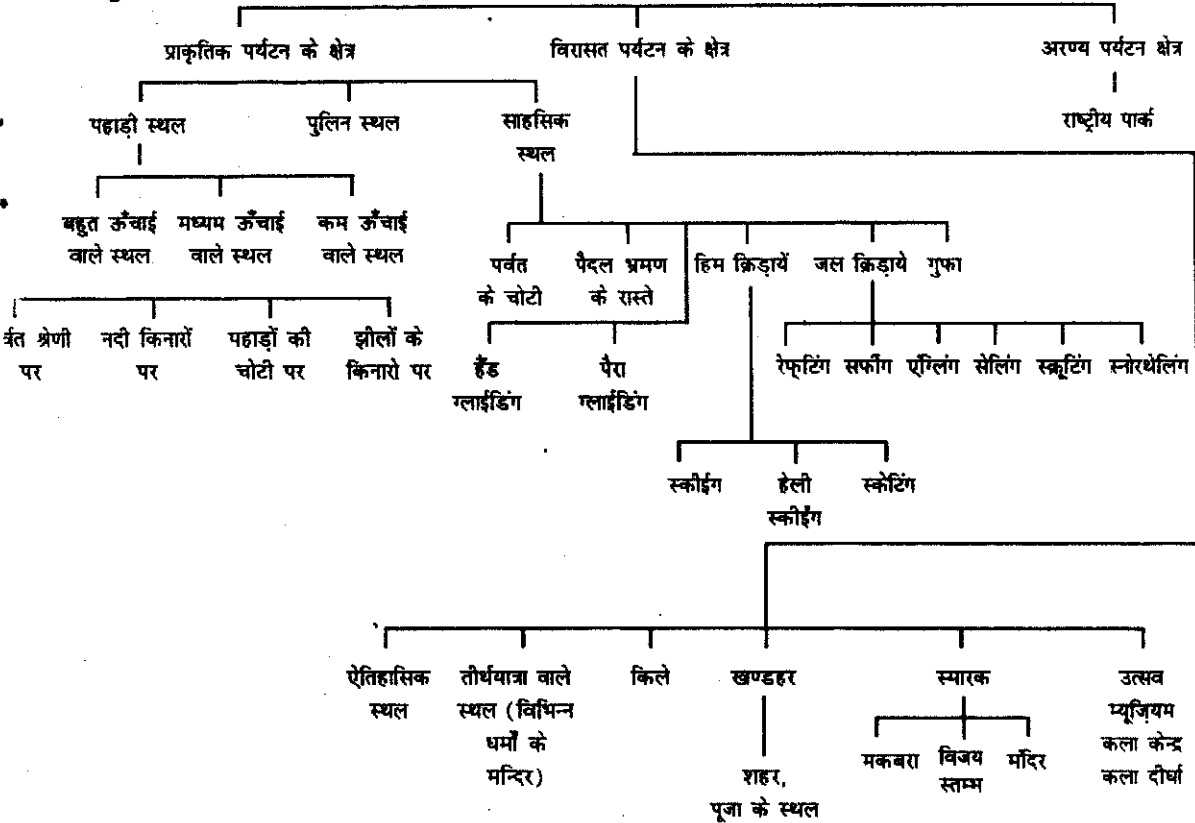 प्राकृतिक पर्यटन के क्षेत्र विरासत पर्यटन के क्षेत्र अरण्य पर्यटन क्षेत्र
पहाड़ी स्थल पुलिन स्थल साहसिक राष्ट्रीय पार्क
स्थल
बहुत ऊँचाई मध्यम ऊँचाई कम ऊँचाई
वाले स्थल वाले स्थल वाले स्थल
पर्वत पैदल भ्रमण हिम क्रिड़ायें जल क्रिड़ाये गुफा
के चोटी के रास्ते
र्वत श्रेणी नदी किनारों पहाड़ों की झीलों के
पर पर चोटी पर किनारो पर
हैंड पैरा
ग्लाईडिंग ग्लाईडिंग
रेफ्टिंग सर्फींग एंग्लिंग सेलिंग स्क्रूटिंग स्नोरथेलिंग
स्कीईग हेली स्केटिंग
स्कीईंग
ऐतिहासिक तीर्थयात्रा वाले किले खण्डहर स्मारक उत्सव
स्थल स्थल (विभिन्न म्यूज़ियम
धर्मों के कला केन्द्र
मन्दिर) कला दीर्घा
मकबरा विजय मंदिर
स्तम्भ
शहर,
पूजा के स्थल